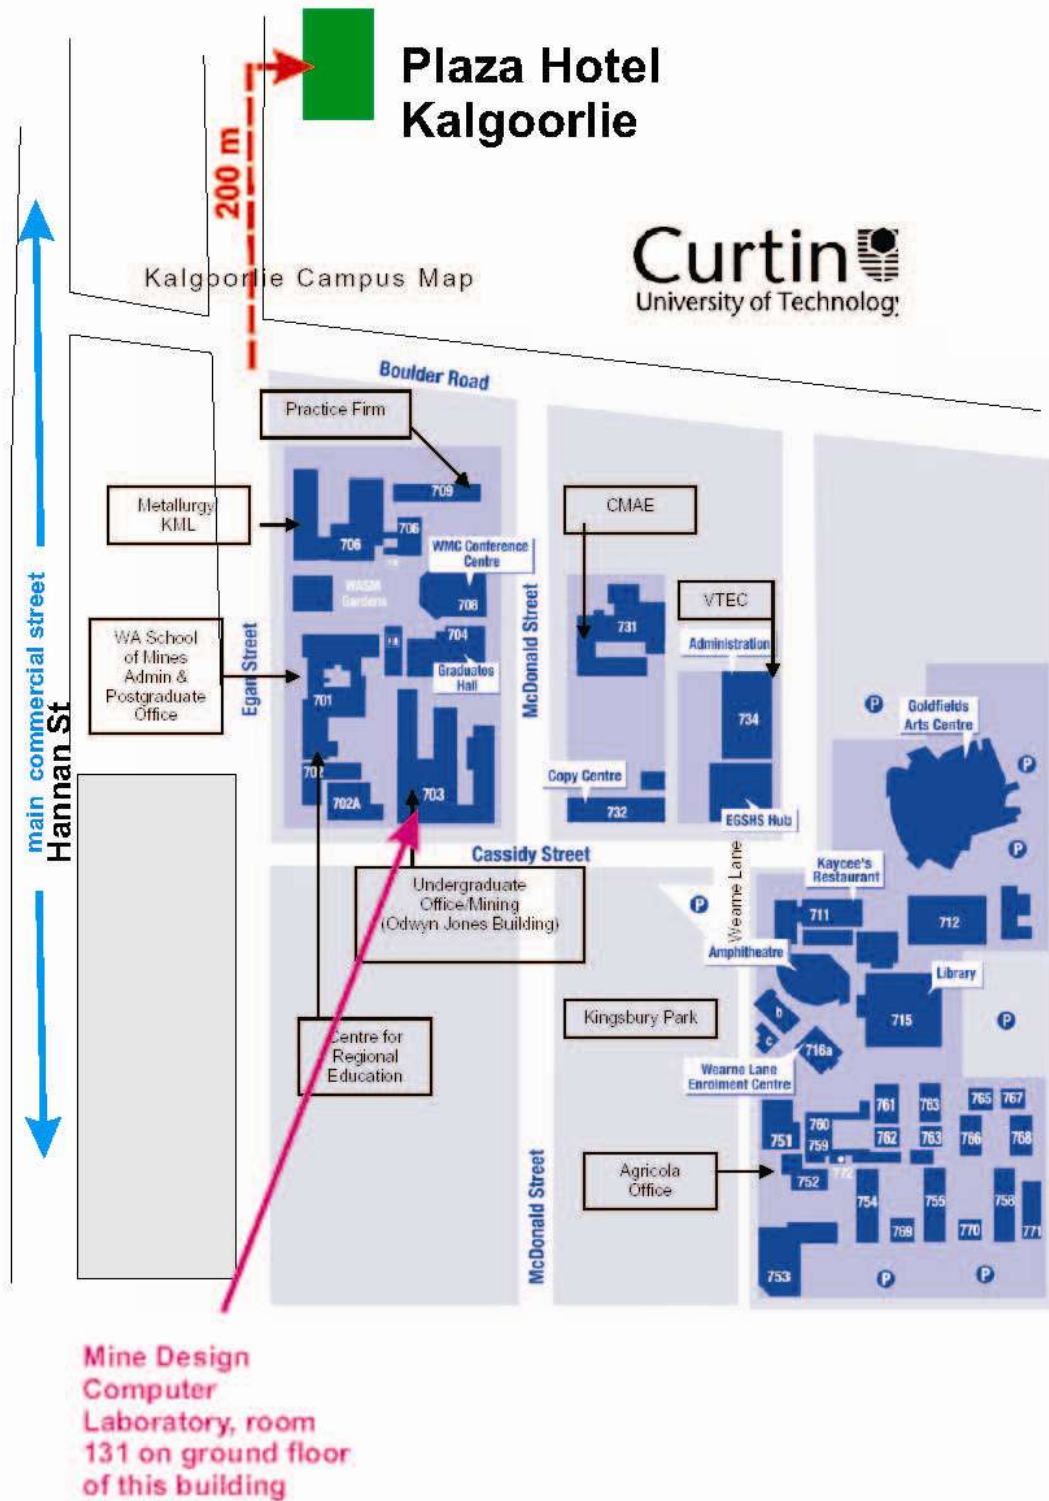 Plaza Hotel
Kalgoorlie
200 m
Kalgoorlie Campus Map
Curtin
University of Technology
Boulder Road
Practice Firm
709
Metallurgy
KML
706
706
CMAE
WMC Conference
Centre
WASM
Gardens
708
VTEC
731
Administration
WA School
of Mines
Admin &
Postgraduate
Office
Egan Street
McDonald Street
704
Graduates
Hall
701
734
Goldfields
Arts Centre
P
P
main commercial street
Hannan St
702
702A
703
Copy Centre
732
EGSHS Hub
P
Cassidy Street
Wearne Lane
Kaycee's
Restaurant
Undergraduate
Office/Mining
(Odwyn Jones Building)
P
711
712
Amphitheatre
Library
Kingsbury Park
b
c
715
P
716a
Centre for
Regional
Education
Wearne Lane
Enrolment Centre
761
763
765
767
760
751
759
762
763
766
768
Agricola
Office
772
752
McDonald Street
754
755
758
769
770
771
753
P
P
Mine Design
Computer
Laboratory, room
131 on ground floor
of this building